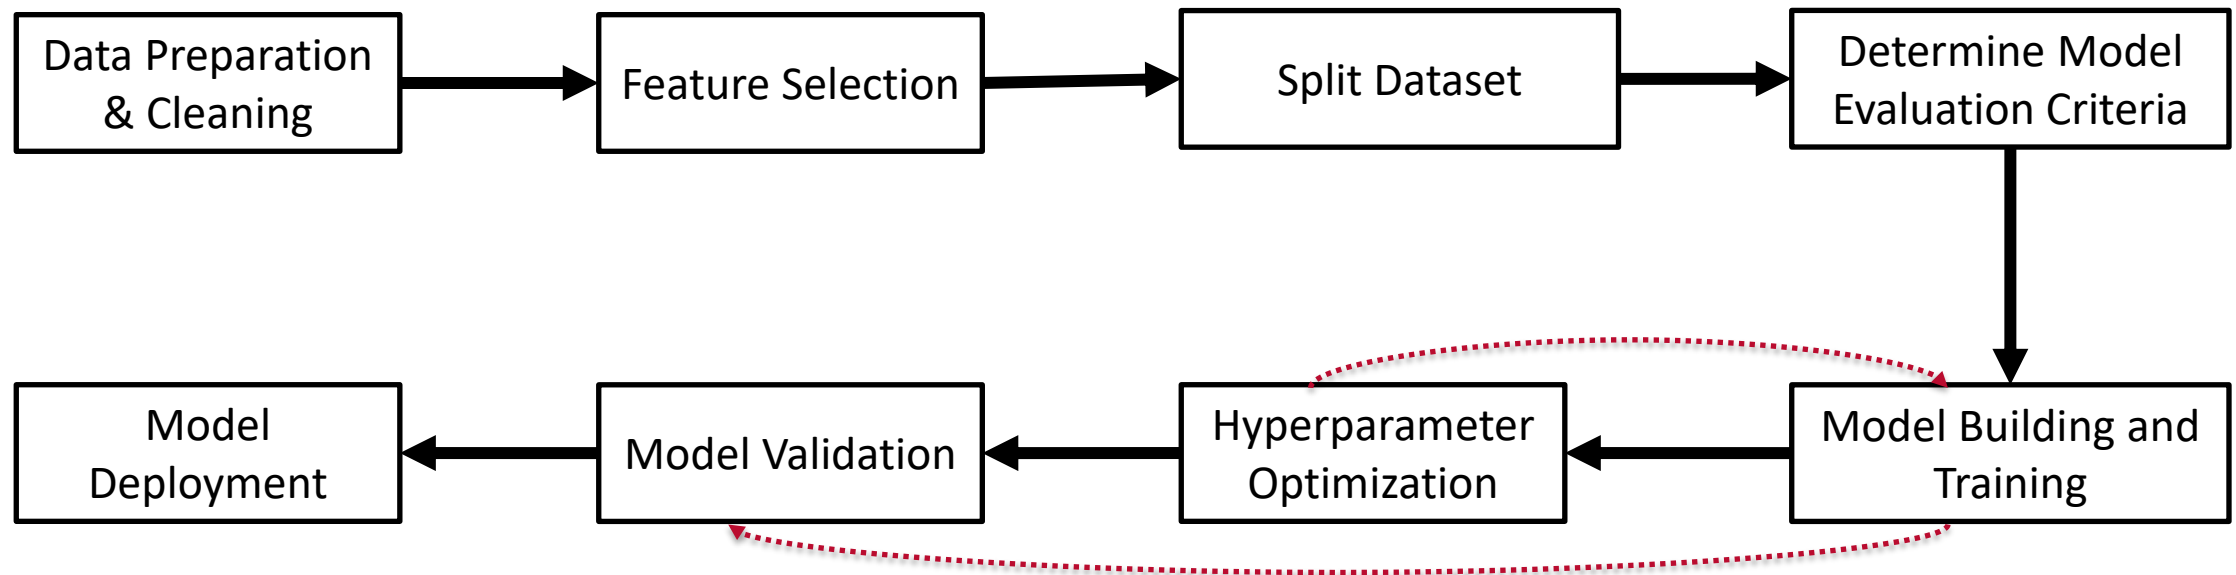 Data Preparation
& Cleaning
Feature Selection
Split Dataset
Determine Model
Evaluation Criteria
Model
Deployment
Model Validation
Hyperparameter
Optimization
Model Building and
Training